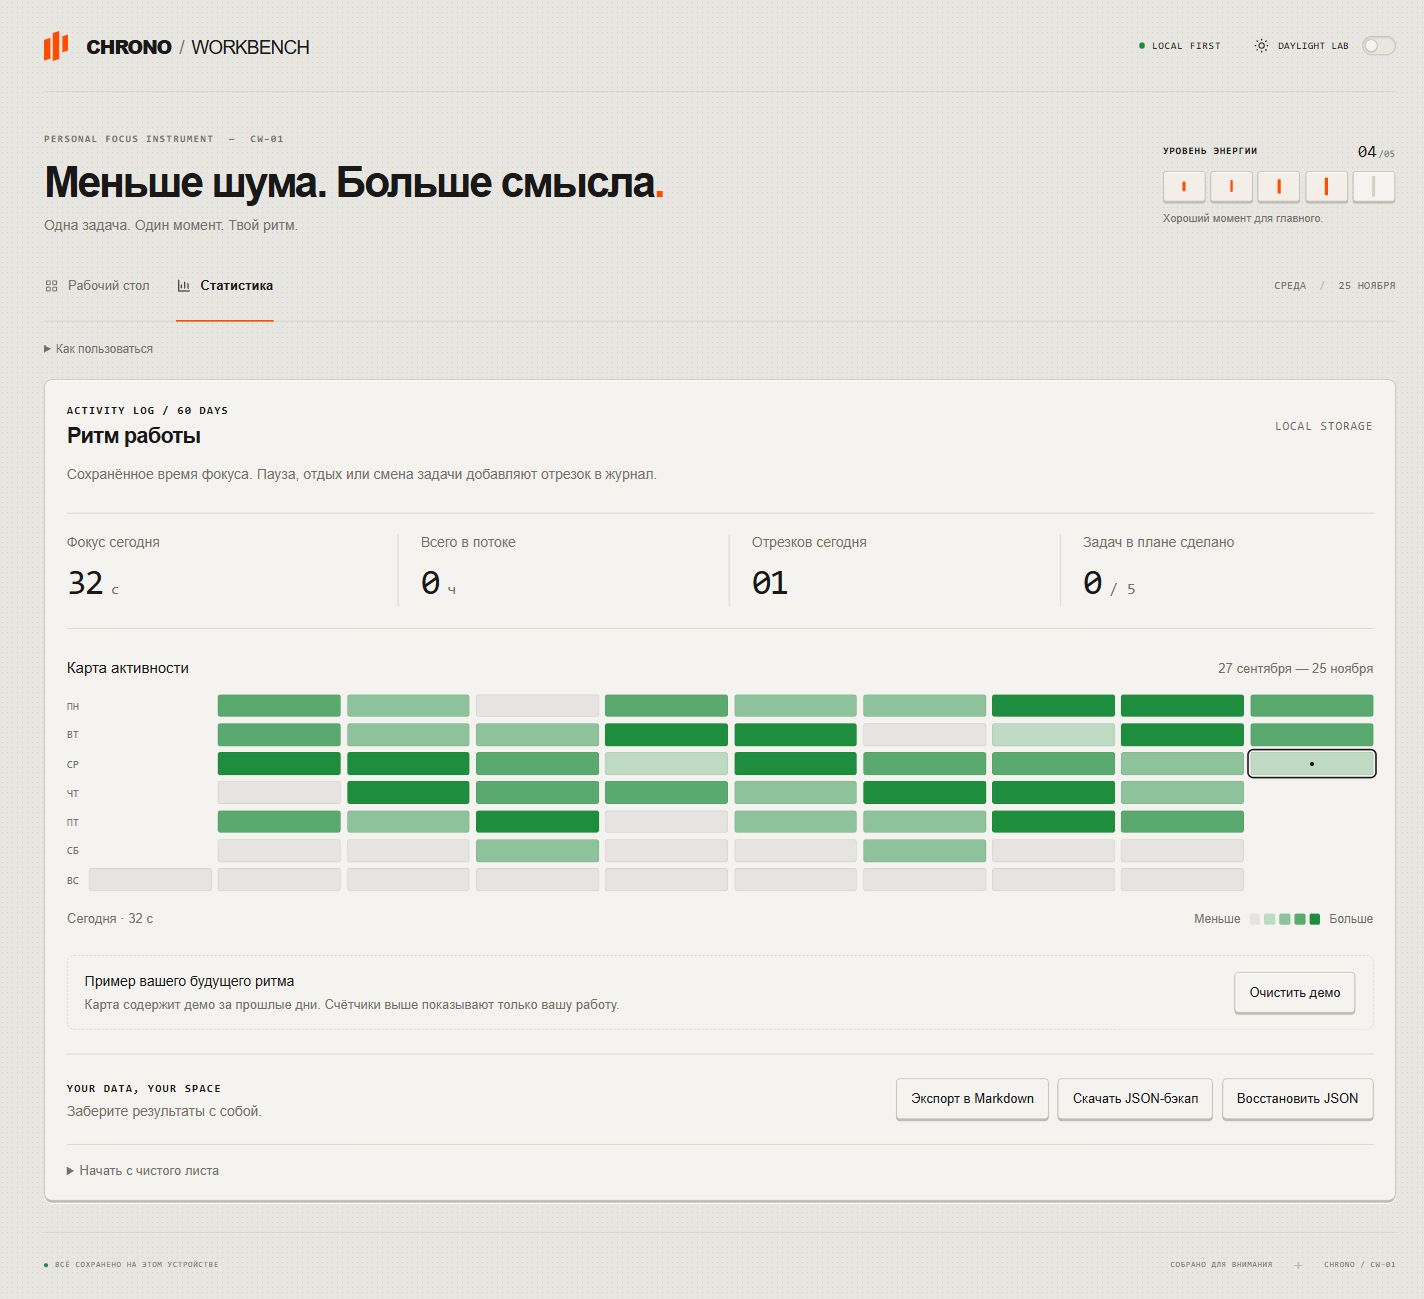 CHRONO / WORKBENCH
LOCAL FIRST
DAYLIGHT LAB
PERSONAL FOCUS INSTRUMENT — CW-01
Меньше шума. Больше смысла.
Одна задача. Один момент. Твой ритм.
УРОВЕНЬ ЭНЕРГИИ 04 /05
Хороший момент для главного.
Рабочий стол
Статистика
СРЕДА / 25 НОЯБРЯ
Как пользоваться
ACTIVITY LOG / 60 DAYS
Ритм работы
LOCAL STORAGE
Сохранённое время фокуса. Пауза, отдых или смена задачи добавляют отрезок в журнал.
Фокус сегодня
32 с
Всего в потоке
0 ч
Отрезков сегодня
01
Задач в плане сделано
0 / 5
Карта активности
27 сентября — 25 ноября
ПН
ВТ
СР
ЧТ
ПТ
СБ
ВС
Сегодня · 32 с
Меньше
Больше
Пример вашего будущего ритма
Карта содержит демо за прошлые дни. Счётчики выше показывают только вашу работу.
Очистить демо
YOUR DATA, YOUR SPACE
Заберите результаты с собой.
Экспорт в Markdown
Скачать JSON-бэкап
Восстановить JSON
Начать с чистого листа
ВСЁ СОХРАНЕНО НА ЭТОМ УСТРОЙСТВЕ
СОБРАНО ДЛЯ ВНИМАНИЯ + CHRONO / CW-01